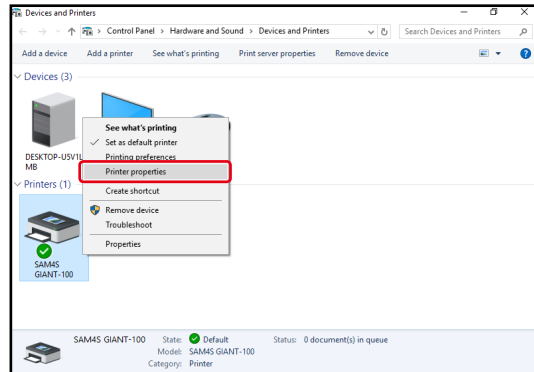 Devices and Printers
Control Panel > Hardware and Sound > Devices and Printers
Search Devices and Printers
Add a device Add a printer See what's printing Print server properties Remove device
Devices (3)
See what's printing
Set as default printer
Printing preferences
Printer properties
Create shortcut
Remove device
Troubleshoot
Properties
DESKTOP-U5V1L
MB
Printers (1)
SAM4S
GIANT-100
SAM4S GIANT-100 State: Default Status: 0 document(s) in queue
Model: SAM4S GIANT-100
Category: Printer